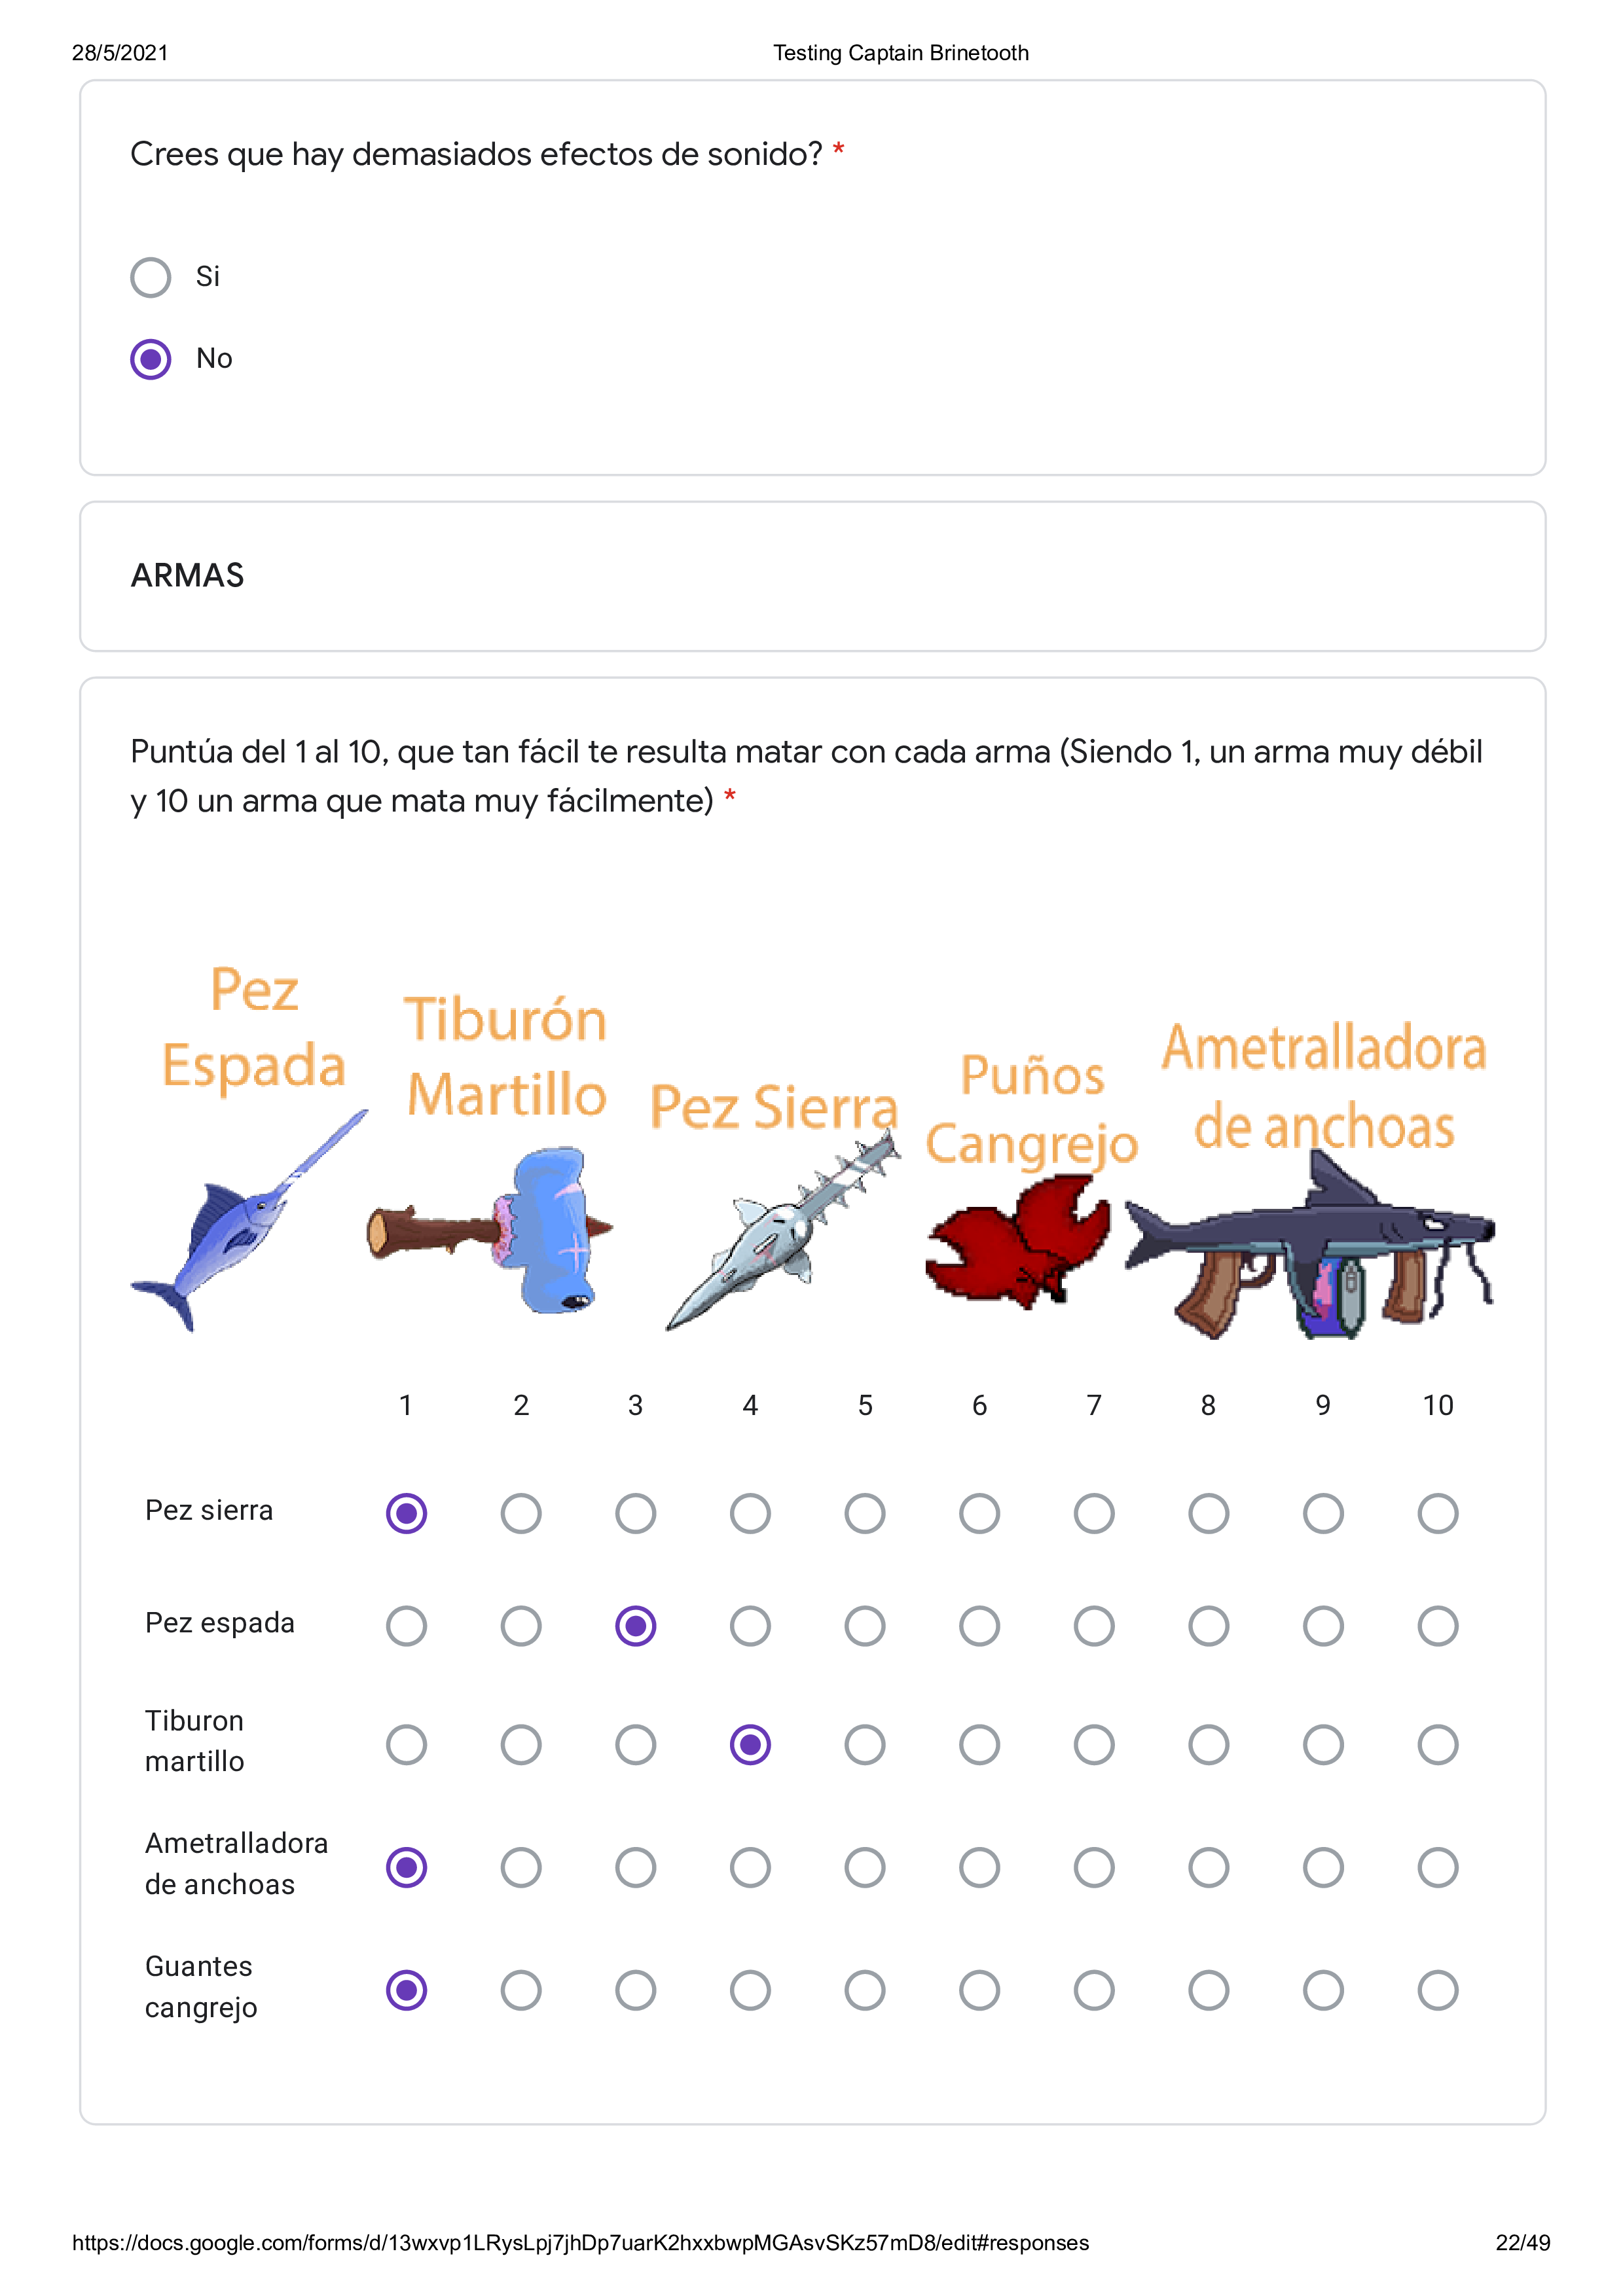 28/5/2021 Testing Captain Brinetooth
Crees que hay demasiados efectos de sonido? *
Si
No
ARMAS
Puntúa del 1 al 10, que tan fácil te resulta matar con cada arma (Siendo 1, un arma muy débil
y 10 un arma que mata muy fácilmente) *
Pez
Espada
Tiburón
Martillo
Pez Sierra
Puños
Cangrejo
Ametralladora
de anchoas
1 2 3 4 5 6 7 8 9 10
Pez sierra
Pez espada
Tiburon
martillo
Ametralladora
de anchoas
Guantes
cangrejo
https://docs.google.com/forms/d/13wxvp1LRysLpj7jhDp7uarK2hxxbwpMGAsvSKz57mD8/edit#responses 22/49